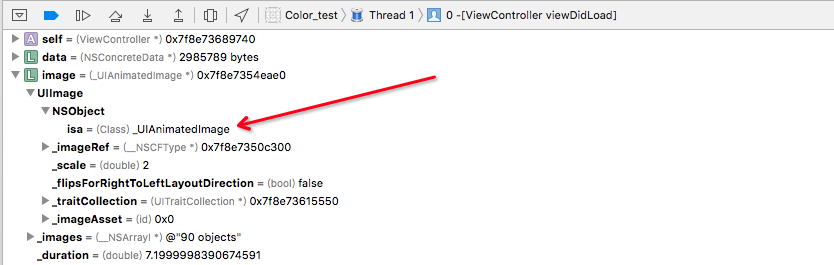 Color_test Thread 1 0 -[ViewController viewDidLoad]
A self = (ViewController *) 0x7f8e73689740
L data = (NSConcreteData *) 2985789 bytes
L image = (_UIAnimatedImage *) 0x7f8e7354eae0
UIImage
NSObject
isa = (Class) _UIAnimatedImage
_imageRef = (__NSCFType *) 0x7f8e7350c300
_scale = (double) 2
_flipsForRightToLeftLayoutDirection = (bool) false
_traitCollection = (UITraitCollection *) 0x7f8e73615550
_imageAsset = (id) 0x0
_images = (__NSArrayI *) @"90 objects"
_duration = (double) 7.1999998390674591